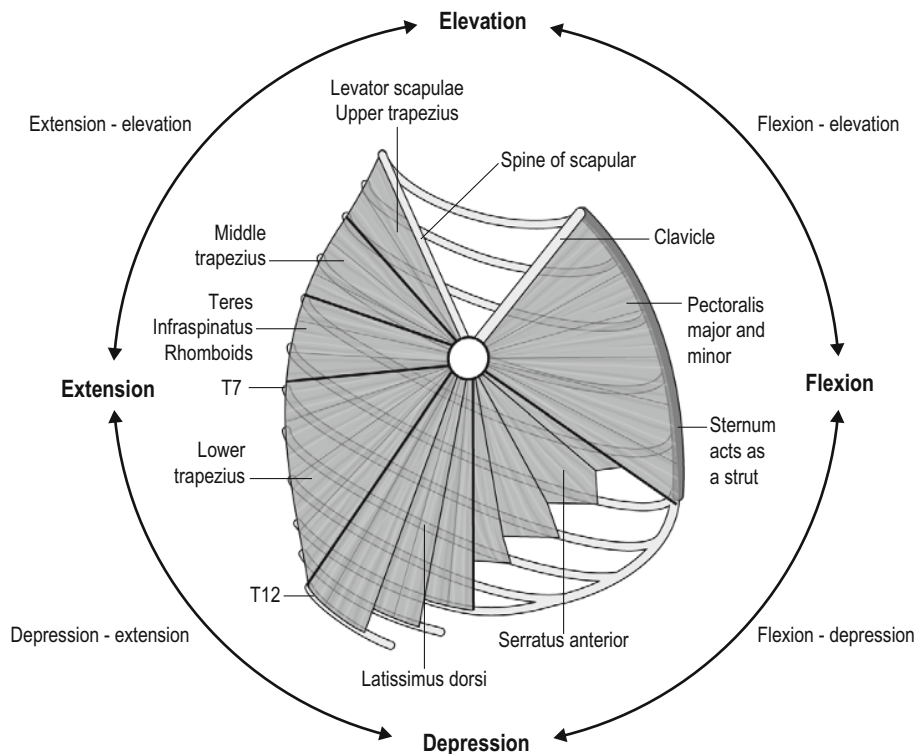 Elevation
Extension - elevation
Flexion - elevation
Levator scapulae
Upper trapezius
Spine of scapular
Clavicle
Middle
trapezius
Teres
Infraspinatus
Rhomboids
Pectoralis
major and
minor
Extension
T7
Flexion
Lower
trapezius
Sternum
acts as
a strut
T12
Depression - extension
Serratus anterior
Flexion - depression
Latissimus dorsi
Depression